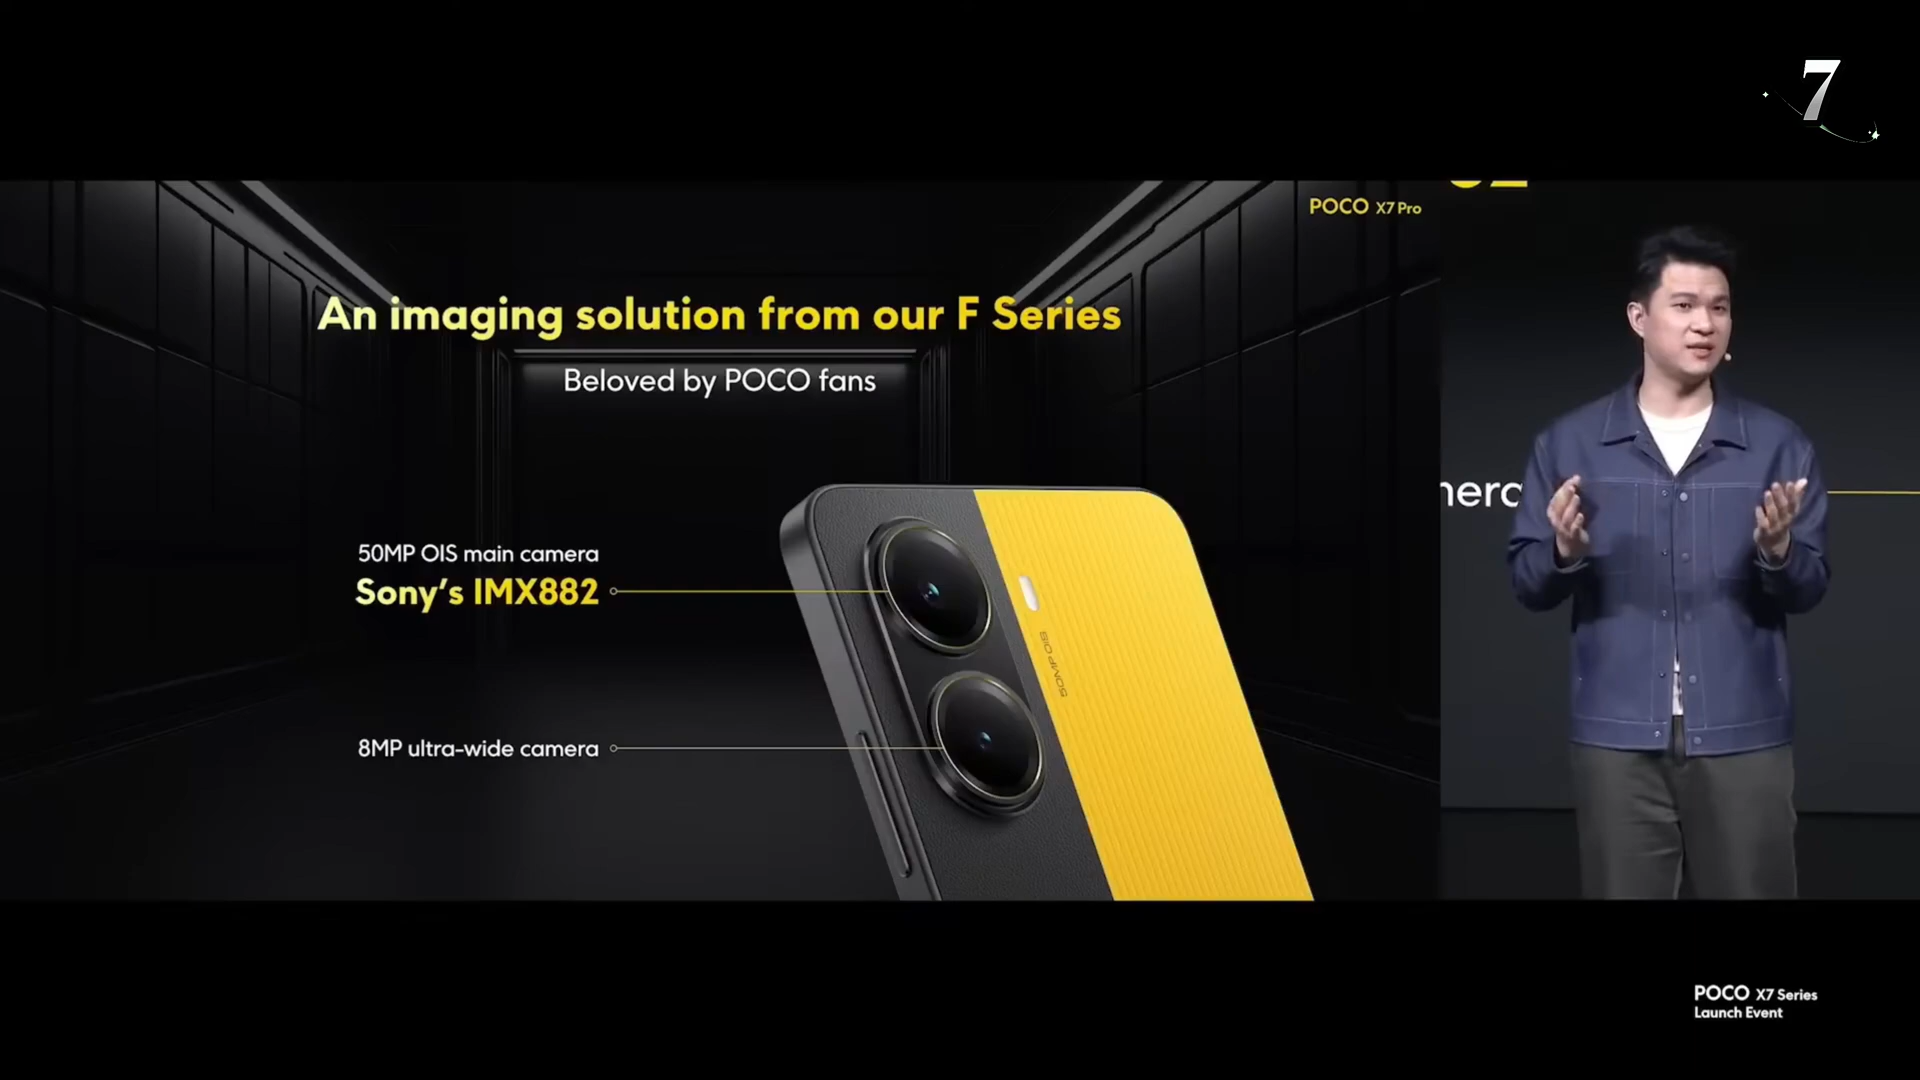 7
POCO X7 Pro
An imaging solution from our F Series
Beloved by POCO fans
50MP OIS main camera
Sony's IMX882
50MP OIS
8MP ultra-wide camera
POCO X7 Series
Launch Event